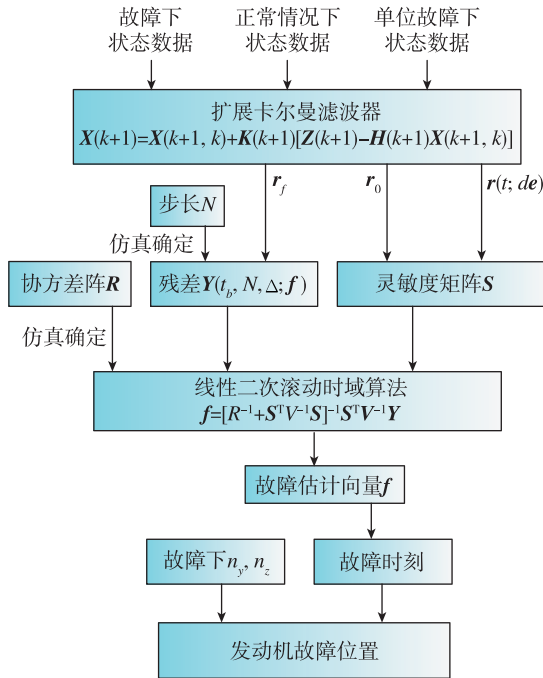 故障下
状态数据
正常情况下
状态数据
单位故障下
状态数据
扩展卡尔曼滤波器
X(k+1)=X(k+1, k)+K(k+1)[Z(k+1)−H(k+1)X(k+1, k)]
r_f
r_0
r(t; de)
步长N
仿真确定
协方差阵R
残差Y(t_b, N, Δ; f)
灵敏度矩阵S
仿真确定
线性二次滚动时域算法
f=[R⁻¹+SᵀV⁻¹S]⁻¹SᵀV⁻¹Y
故障估计向量f
故障下n_y, n_z
故障时刻
发动机故障位置